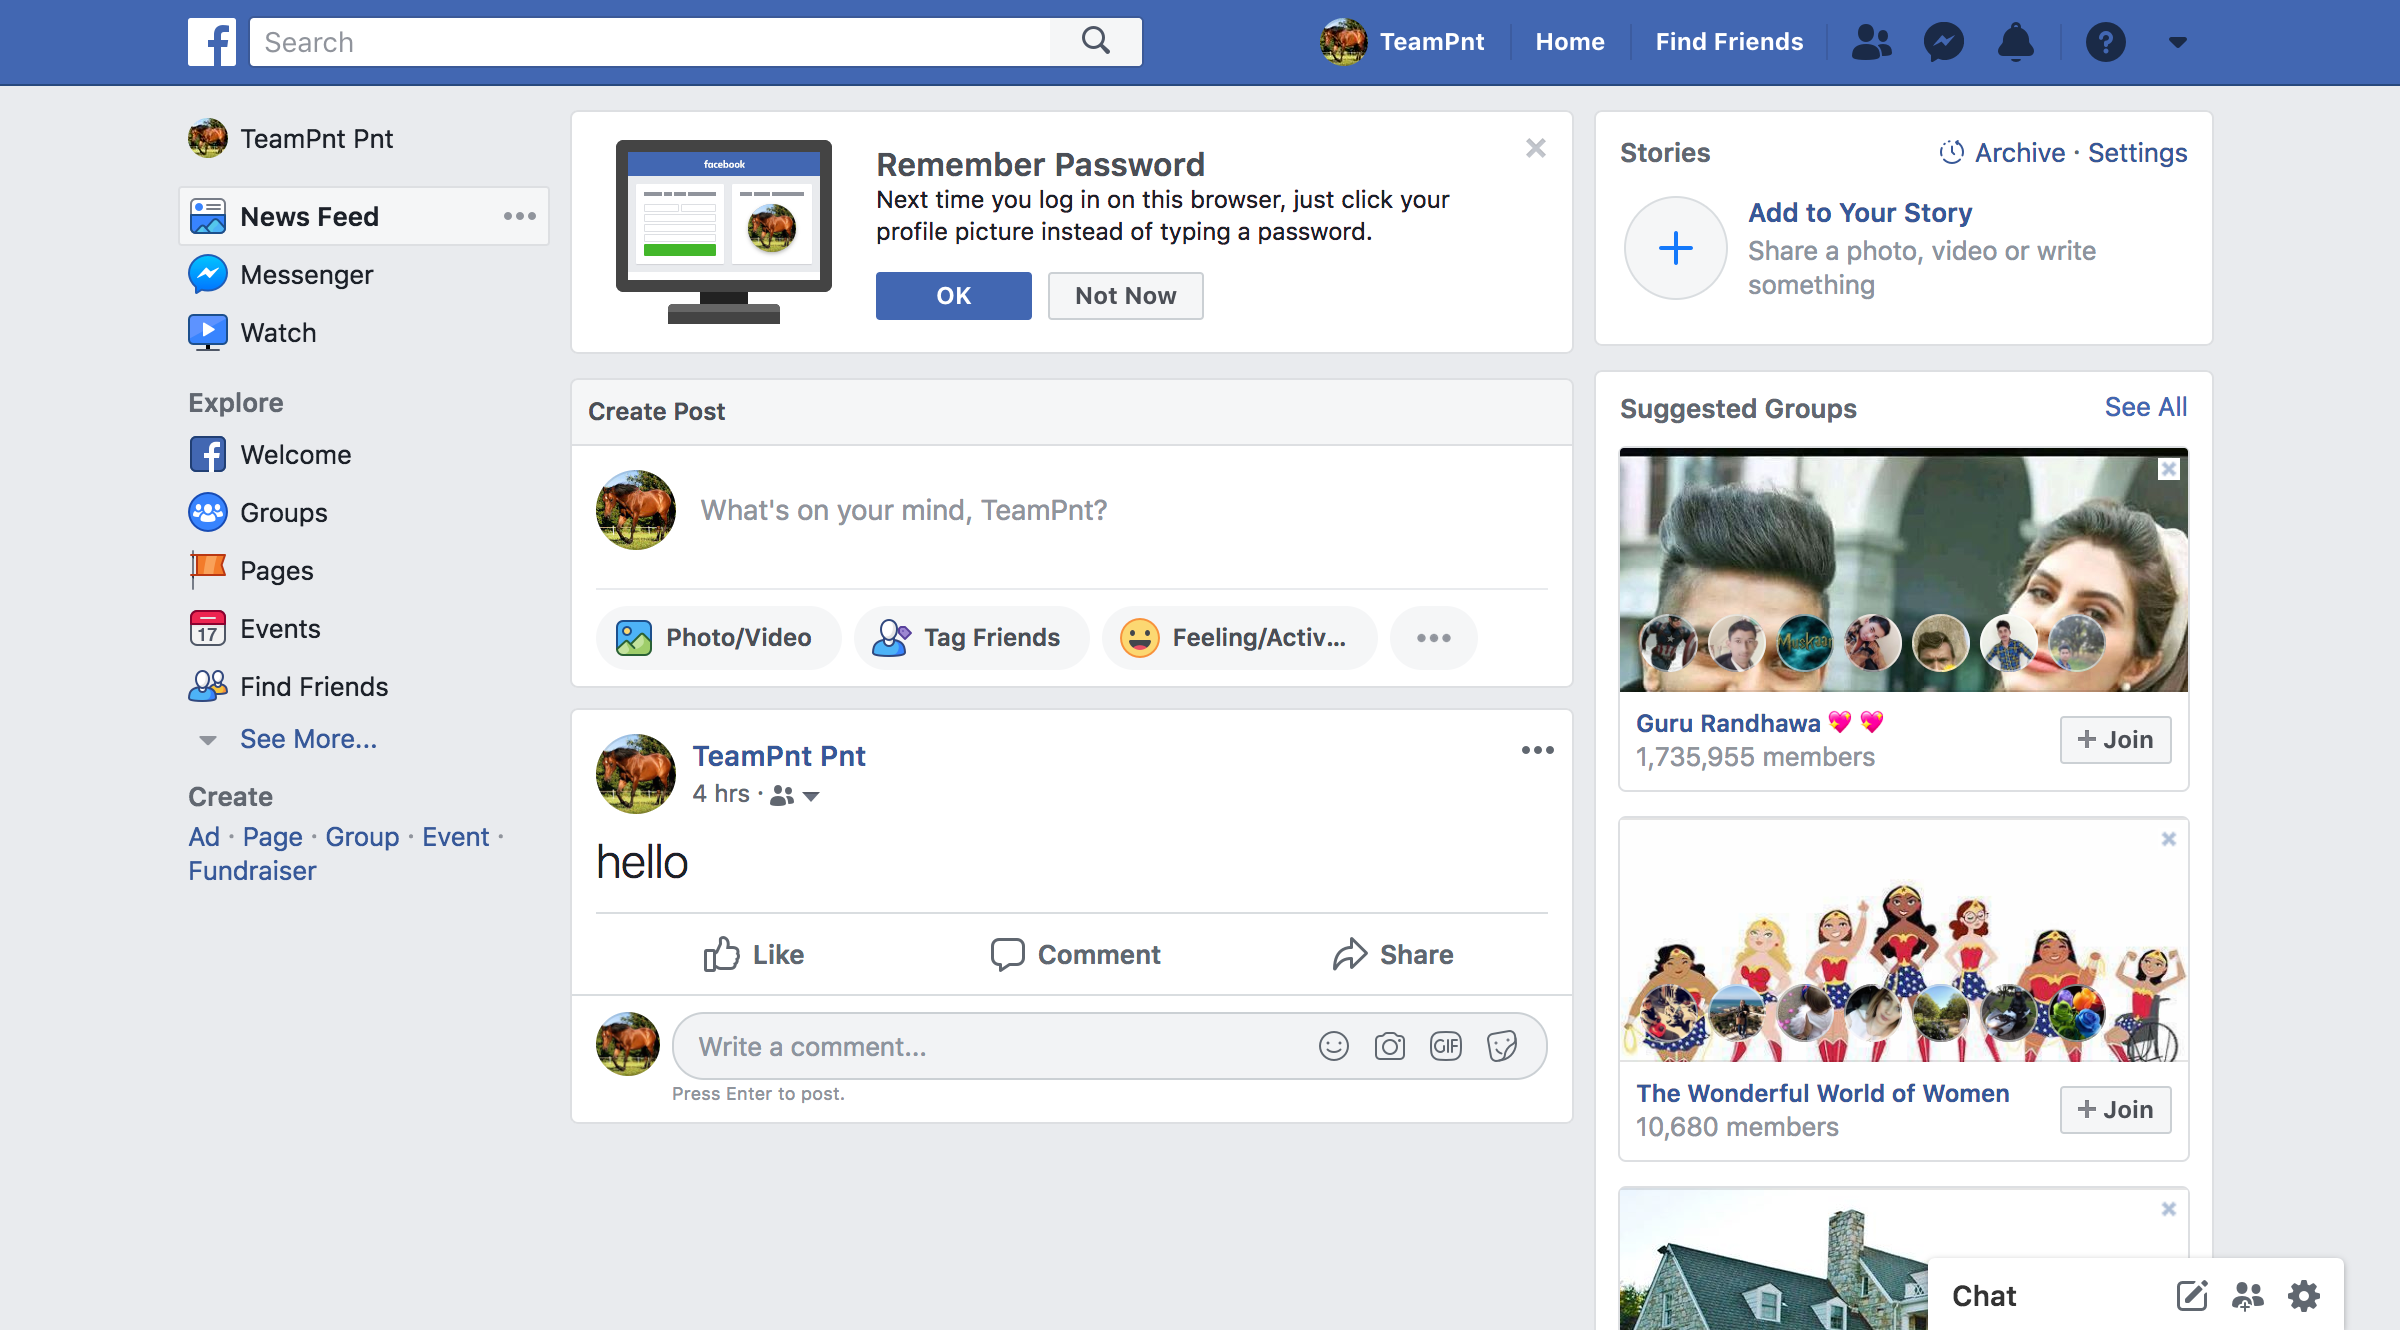 Search
TeamPnt
Home
Find Friends
TeamPnt Pnt
News Feed
Messenger
Watch
Explore
Welcome
Groups
Pages
17
Events
Find Friends
See More...
Create
Ad · Page · Group · Event ·
Fundraiser
facebook
Remember Password
Next time you log in on this browser, just click your
profile picture instead of typing a password.
OK
Not Now
Create Post
What's on your mind, TeamPnt?
Photo/Video
Tag Friends
Feeling/Activ...
TeamPnt Pnt
4 hrs ·
hello
Like
Comment
Share
Write a comment...
GIF
Press Enter to post.
Stories
Archive · Settings
Add to Your Story
Share a photo, video or write
something
Suggested Groups
See All
Muskaan
Guru Randhawa 💖 💖
1,735,955 members
+ Join
The Wonderful World of Women
10,680 members
+ Join
Chat